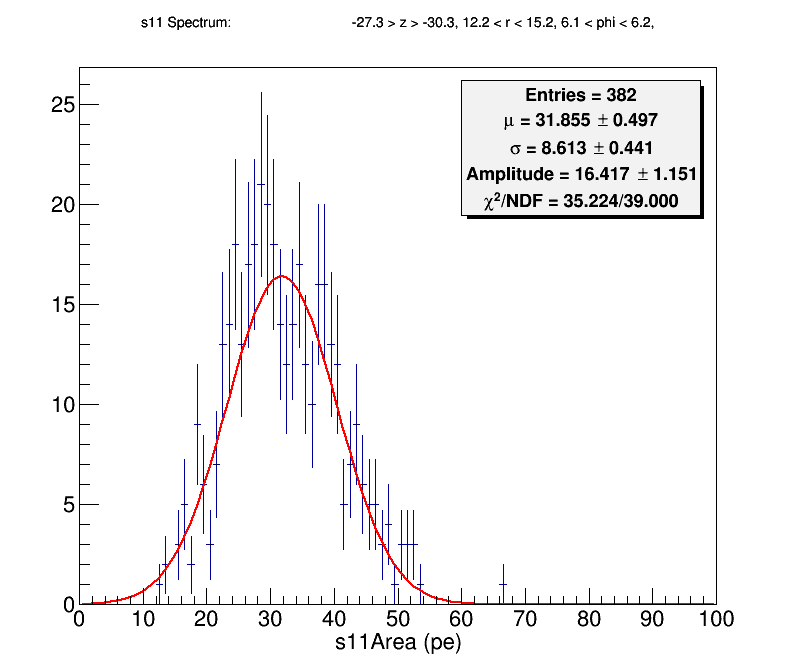 s11 Spectrum: -27.3 > z > -30.3, 12.2 < r < 15.2, 6.1 < phi < 6.2,
Entries = 382
μ = 31.855 ± 0.497
σ = 8.613 ± 0.441
Amplitude = 16.417 ± 1.151
χ²/NDF = 35.224/39.000
25
20
15
10
5
0
0 10 20 30 40 50 60 70 80 90 100
s11Area (pe)